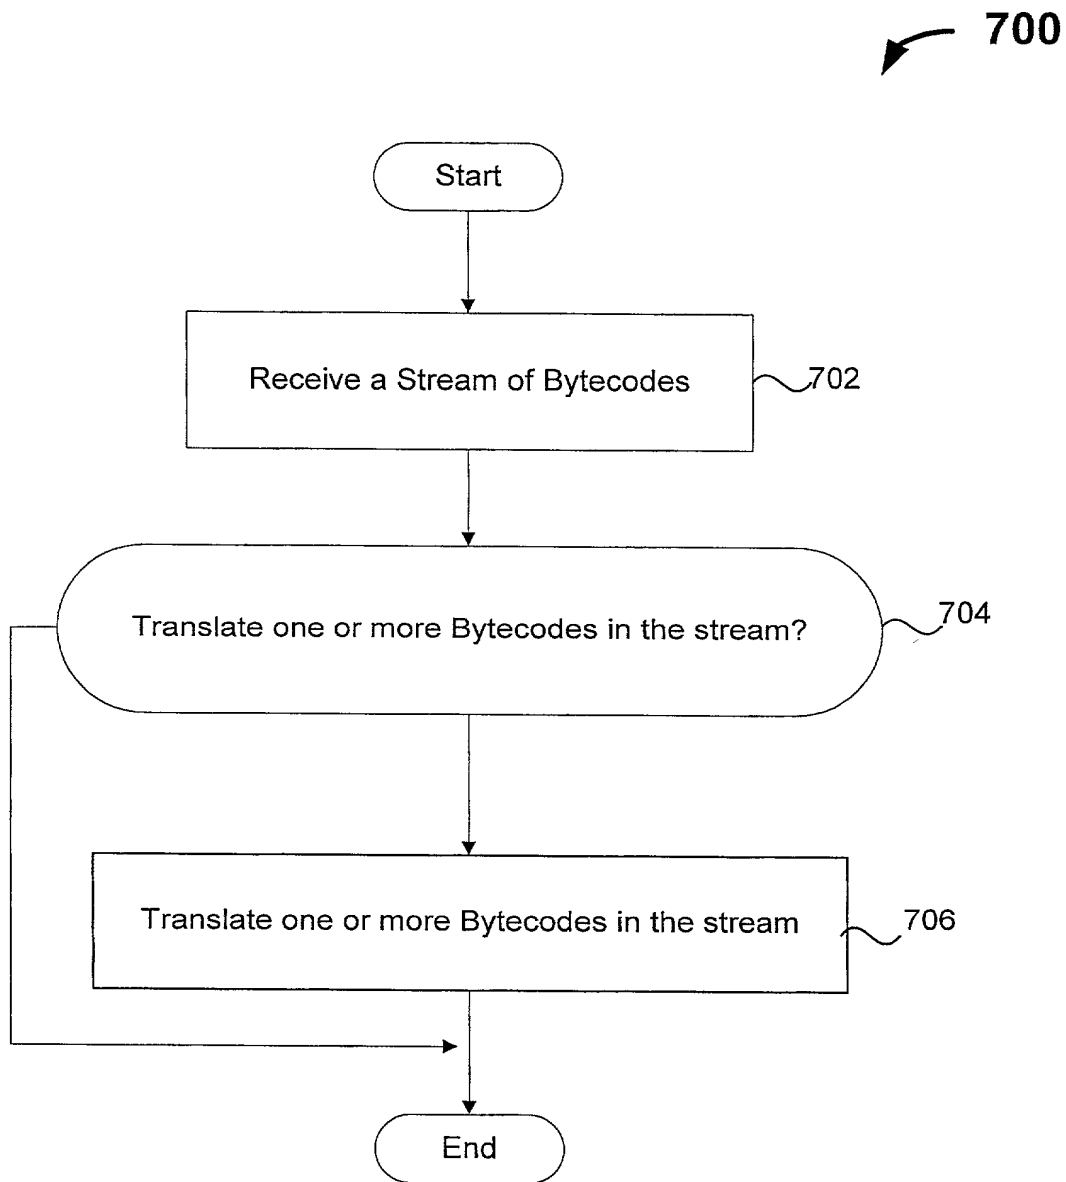 700
Start
Receive a Stream of Bytecodes
702
Translate one or more Bytecodes in the stream?
704
Translate one or more Bytecodes in the stream
706
End